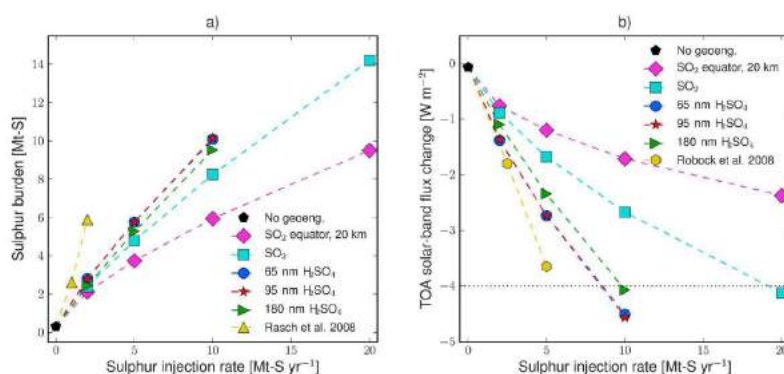 a)
Sulphur burden [Mt-S]
14
12
10
8
6
4
2
0
0
5
10
15
20
Sulphur injection rate [Mt-S yr⁻¹]
No geoeng.
SO₂ equator, 20 km
SO₂
65 nm H₂SO₄
95 nm H₂SO₄
180 nm H₂SO₄
Rasch et al. 2008
b)
TOA solar-band flux change [W m⁻²]
0
−1
−2
−3
−4
−5
0
5
10
15
20
Sulphur injection rate [Mt-S yr⁻¹]
No geoeng.
SO₂ equator, 20 km
SO₂
65 nm H₂SO₄
95 nm H₂SO₄
180 nm H₂SO₄
Robock et al. 2008